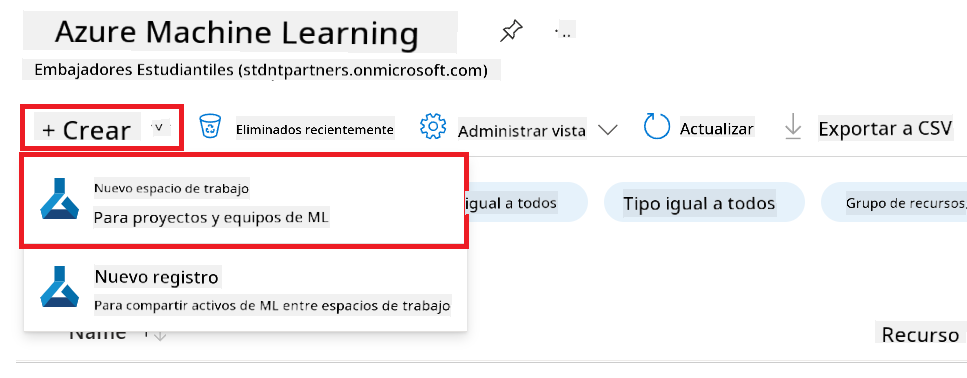 Azure Machine Learning
Embajadores Estudiantiles (stdntpartners.onmicrosoft.com)
+ Crear
Eliminados recientemente
Administrar vista
Actualizar
Exportar a CSV
Nuevo espacio de trabajo
Para proyectos y equipos de ML
igual a todos
Tipo igual a todos
Grupo de recursos,
Nuevo registro
Para compartir activos de ML entre espacios de trabajo
Name
Recurso